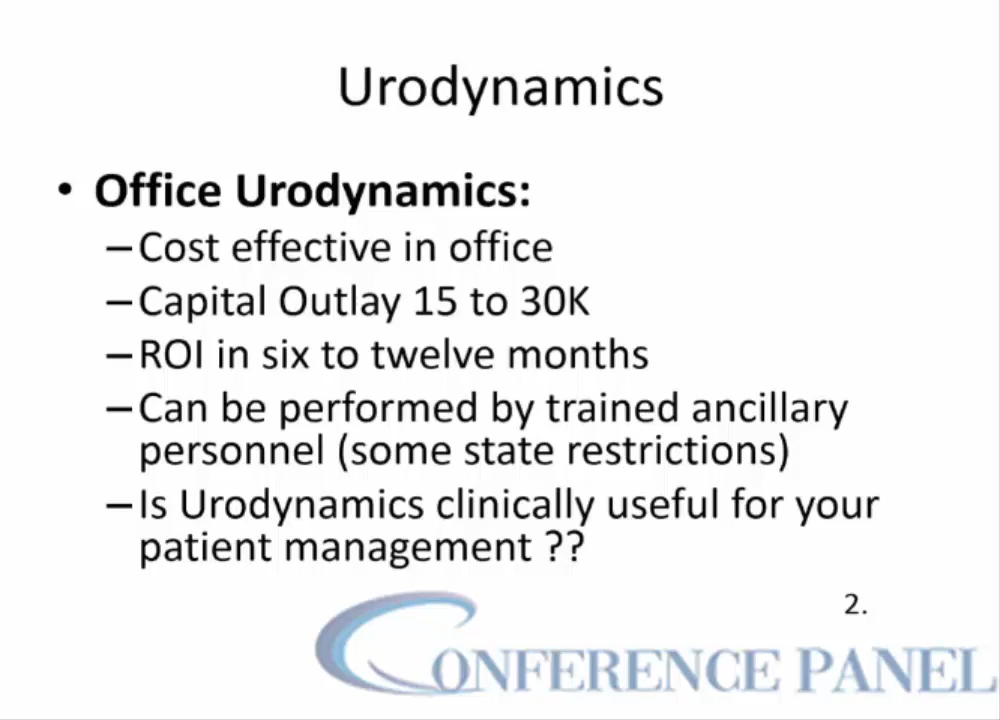 Urodynamics
• Office Urodynamics:
– Cost effective in office
– Capital Outlay 15 to 30K
– ROI in six to twelve months
– Can be performed by trained ancillary
personnel (some state restrictions)
– Is Urodynamics clinically useful for your
patient management ??
2.
CONFERENCE PANEL